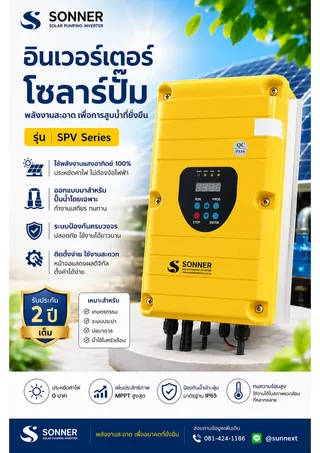 SONNER
SOLAR PUMPING INVERTER
อินเวอร์เตอร์
โซลาร์ปั๊ม
พลังงานสะอาด เพื่อการสูบน้ำที่ยั่งยืน
รุ่น SPV Series
ใช้พลังงานแสงอาทิตย์ 100%
ประหยัดค่าไฟ ไม่ต้องง้อไฟฟ้า
ออกแบบมาสำหรับ
ปั๊มน้ำโดยเฉพาะ
ทำงานเงียบ ทนทาน
ระบบป้องกันครบวงจร
ปลอดภัย ใช้งานได้ยาวนาน
ติดตั้งง่าย ใช้งานสะดวก
หน้าจอแสดงผลดิจิทัล
ตั้งค่าได้ง่าย
QC
PASS
RUN
PROG
STOP
ENTER
SONNER
SOLAR PUMPING INVERTER
รับประกัน
2 ปี
เต็ม
เหมาะสำหรับ
เกษตรกรรม
ระบบประปา
บ่อบาดาล
น้ำใช้ในครัวเรือน
ประหยัดค่าไฟ
0 บาท
เพิ่มประสิทธิภาพ
MPPT สูงสุด
ป้องกันน้ำเข้า-ฝุ่น
มาตรฐาน IP65
ทนความร้อนสูง
ใช้งานได้ในสภาพแวดล้อม
ที่หลากหลาย
SONNER
SOLAR PUMPING INVERTER
พลังงานสะอาด เพื่ออนาคตที่ยั่งยืน
สอบถามข้อมูลเพิ่มเติม
081-424-1186
@sunnext